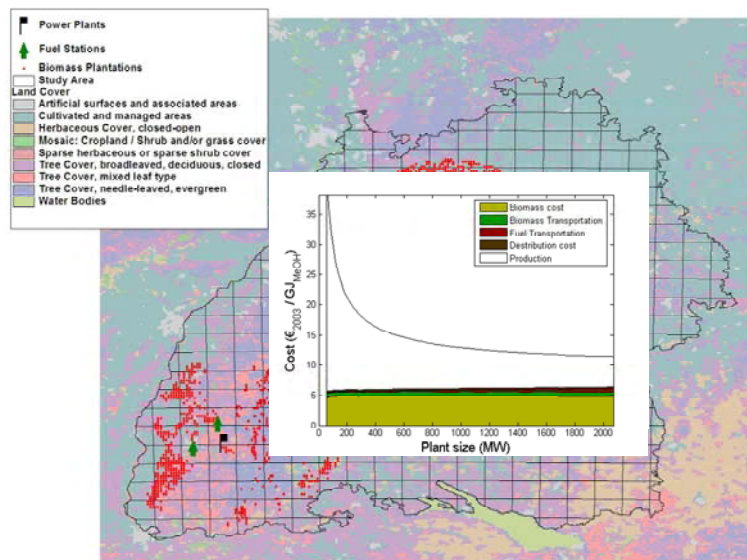 Power Plants
Fuel Stations
Biomass Plantations
Study Area
Land Cover
Artificial surfaces and associated areas
Cultivated and managed areas
Herbaceous Cover, closed-open
Mosaic: Cropland / Shrub and/or grass cover
Sparse herbaceous or sparse shrub cover
Tree Cover, broadleaved, deciduous, closed
Tree Cover, mixed leaf type
Tree Cover, needle-leaved, evergreen
Water Bodies
Biomass cost
Biomass Transportation
Fuel Transportation
Destribution cost
Production
Cost (€2003 / GJMeOH)
35
30
25
20
15
10
5
0
200 400 600 800 1000 1200 1400 1600 1800 2000
Plant size (MW)